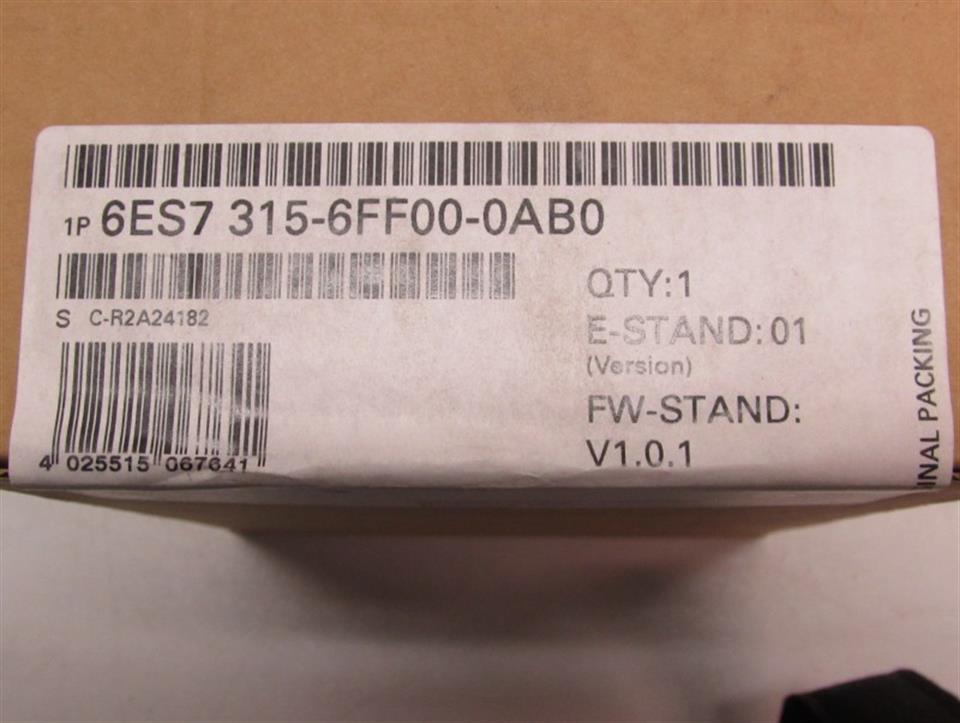 1P 6ES7 315-6FF00-0AB0
S C-R2A24182
QTY:1
E-STAND: 01
(Version)
FW-STAND:
V1.0.1
4 025515 067641
PACKING